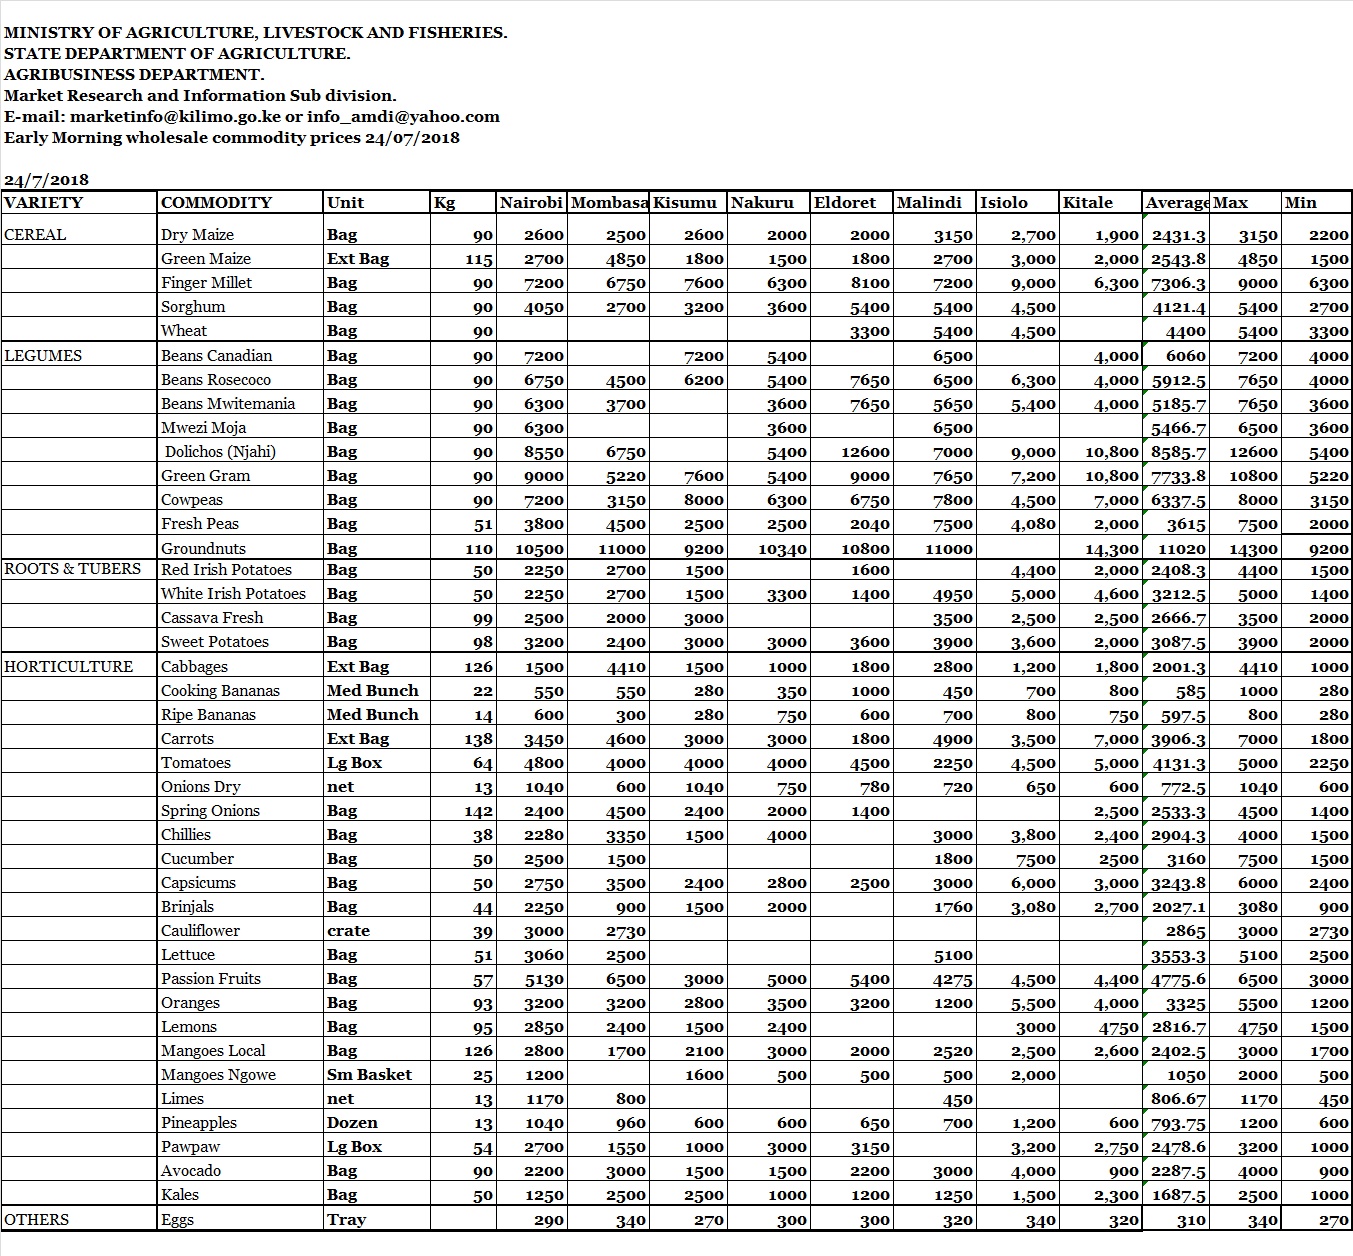 MINISTRY OF AGRICULTURE, LIVESTOCK AND FISHERIES.
STATE DEPARTMENT OF AGRICULTURE.
AGRIBUSINESS DEPARTMENT.
Market Research and Information Sub division.
E-mail: marketinfo@kilimo.go.ke or info_amdi@yahoo.com
Early Morning wholesale commodity prices 24/07/2018
24/7/2018
VARIETY COMMODITY Unit Kg Nairobi Mombasa Kisumu Nakuru Eldoret Malindi Isiolo Kitale Average Max Min
CEREAL Dry Maize Bag 90 2600 2500 2600 2000 2000 3150 2,700 1,900 2431.3 3150 2200
Green Maize Ext Bag 115 2700 4850 1800 1500 1800 2700 3,000 2,000 2543.8 4850 1500
Finger Millet Bag 90 7200 6750 7600 6300 8100 7200 9,000 6,300 7306.3 9000 6300
Sorghum Bag 90 4050 2700 3200 3600 5400 5400 4,500 4121.4 5400 2700
Wheat Bag 90 3300 5400 4,500 4400 5400 3300
LEGUMES Beans Canadian Bag 90 7200 7200 5400 6500 4,000 6060 7200 4000
Beans Rosecoco Bag 90 6750 4500 6200 5400 7650 6500 6,300 4,000 5912.5 7650 4000
Beans Mwitemania Bag 90 6300 3700 3600 7650 5650 5,400 4,000 5185.7 7650 3600
Mwezi Moja Bag 90 6300 3600 6500 5466.7 6500 3600
Dolichos (Njahi) Bag 90 8550 6750 5400 12600 7000 9,000 10,800 8585.7 12600 5400
Green Gram Bag 90 9000 5220 7600 5400 9000 7650 7,200 10,800 7733.8 10800 5220
Cowpeas Bag 90 7200 3150 8000 6300 6750 7800 4,500 7,000 6337.5 8000 3150
Fresh Peas Bag 51 3800 4500 2500 2500 2040 7500 4,080 2,000 3615 7500 2000
Groundnuts Bag 110 10500 11000 9200 10340 10800 11000 14,300 11020 14300 9200
ROOTS & TUBERS Red Irish Potatoes Bag 50 2250 2700 1500 1600 4,400 2,000 2408.3 4400 1500
White Irish Potatoes Bag 50 2250 2700 1500 3300 1400 4950 5,000 4,600 3212.5 5000 1400
Cassava Fresh Bag 99 2500 2000 3000 3500 2,500 2,500 2666.7 3500 2000
Sweet Potatoes Bag 98 3200 2400 3000 3000 3600 3900 3,600 2,000 3087.5 3900 2000
HORTICULTURE Cabbages Ext Bag 126 1500 4410 1500 1000 1800 2800 1,200 1,800 2001.3 4410 1000
Cooking Bananas Med Bunch 22 550 550 280 350 1000 450 700 800 585 1000 280
Ripe Bananas Med Bunch 14 600 300 280 750 600 700 800 750 597.5 800 280
Carrots Ext Bag 138 3450 4600 3000 3000 1800 4900 3,500 7,000 3906.3 7000 1800
Tomatoes Lg Box 64 4800 4000 4000 4000 4500 2250 4,500 5,000 4131.3 5000 2250
Onions Dry net 13 1040 600 1040 750 780 720 650 600 772.5 1040 600
Spring Onions Bag 142 2400 4500 2400 2000 1400 2,500 2533.3 4500 1400
Chillies Bag 38 2280 3350 1500 4000 3000 3,800 2,400 2904.3 4000 1500
Cucumber Bag 50 2500 1500 1800 7500 2500 3160 7500 1500
Capsicums Bag 50 2750 3500 2400 2800 2500 3000 6,000 3,000 3243.8 6000 2400
Brinjals Bag 44 2250 900 1500 2000 1760 3,080 2,700 2027.1 3080 900
Cauliflower crate 39 3000 2730 2865 3000 2730
Lettuce Bag 51 3060 2500 5100 3553.3 5100 2500
Passion Fruits Bag 57 5130 6500 3000 5000 5400 4275 4,500 4,400 4775.6 6500 3000
Oranges Bag 93 3200 3200 2800 3500 3200 1200 5,500 4,000 3325 5500 1200
Lemons Bag 95 2850 2400 1500 2400 3000 4750 2816.7 4750 1500
Mangoes Local Bag 126 2800 1700 2100 3000 2000 2520 2,500 2,600 2402.5 3000 1700
Mangoes Ngowe Sm Basket 25 1200 1600 500 500 500 2,000 1050 2000 500
Limes net 13 1170 800 450 806.67 1170 450
Pineapples Dozen 13 1040 960 600 600 650 700 1,200 600 793.75 1200 600
Pawpaw Lg Box 54 2700 1550 1000 3000 3150 3,200 2,750 2478.6 3200 1000
Avocado Bag 90 2200 3000 1500 1500 2200 3000 4,000 900 2287.5 4000 900
Kales Bag 50 1250 2500 2500 1000 1200 1250 1,500 2,300 1687.5 2500 1000
OTHERS Eggs Tray 290 340 270 300 300 320 340 320 310 340 270